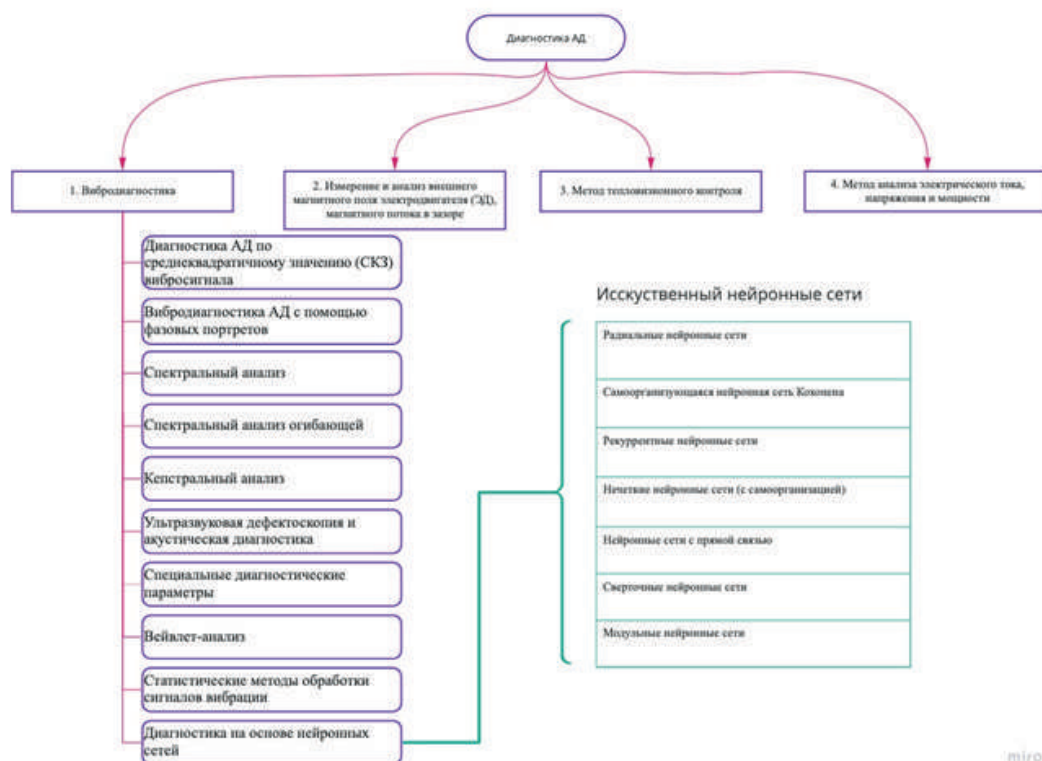 Диагностика АД
1. Вибродиагностика
2. Измерение и анализ внешнего
магнитного поля электродвигателя (ЭД),
магнитного потока в зазоре
3. Метод тепловизионного контроля
4. Метод анализа электрического тока,
напряжения и мощности
Диагностика АД по
среднеквадратичному значению (СКЗ)
вибросигнала
Вибродиагностика АД с помощью
фазовых портретов
Спектральный анализ
Спектральный анализ огибающей
Кепстральный анализ
Ультразвуковая дефектоскопия и
акустическая диагностика
Специальные диагностические
параметры
Вейвлет-анализ
Статистические методы обработки
сигналов вибрации
Диагностика на основе нейронных
сетей
Исскуственный нейронные сети
Радиальные нейронные сети
Самоорганизующаяся нейронная сеть Кохонена
Рекуррентные нейронные сети
Нечеткие нейронные сети (с самоорганизацией)
Нейронные сети с прямой связью
Сверточные нейронные сети
Модульные нейронные сети
miro